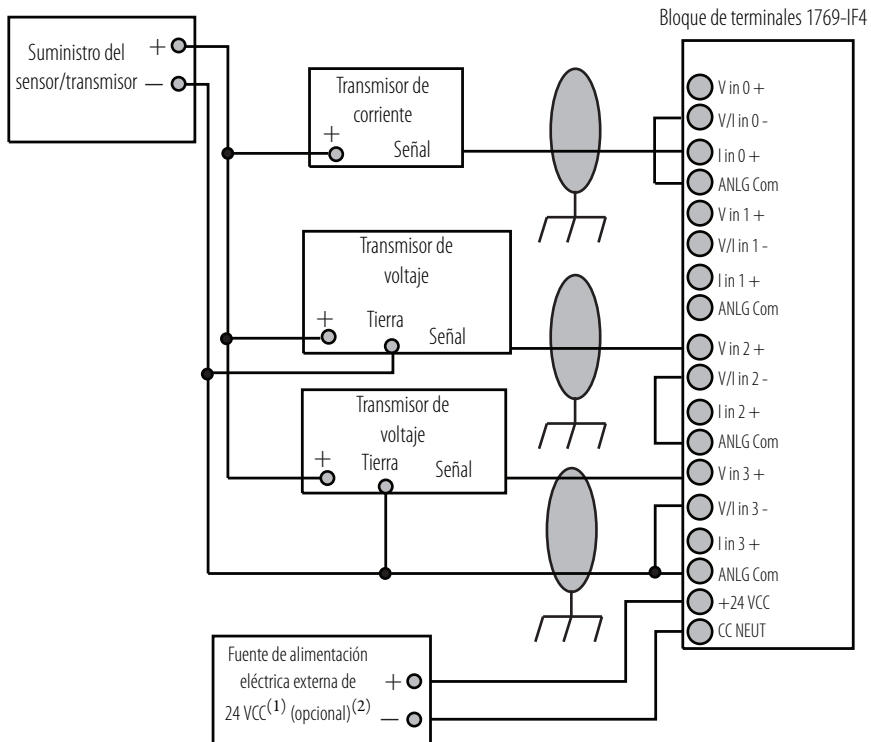 Bloque de terminales 1769-IF4
Suministro del
sensor/transmisor
+
—
Transmisor de
corriente
+
Señal
Transmisor de
voltaje
+
Tierra
Señal
Transmisor de
voltaje
+
Tierra
Señal
V in 0 +
V/I in 0 -
I in 0 +
ANLG Com
V in 1 +
V/I in 1 -
I in 1 +
ANLG Com
V in 2 +
V/I in 2 -
I in 2 +
ANLG Com
V in 3 +
V/I in 3 -
I in 3 +
ANLG Com
+24 VCC
CC NEUT
Fuente de alimentación
eléctrica externa de
24 VCC(1) (opcional)(2)
+
—